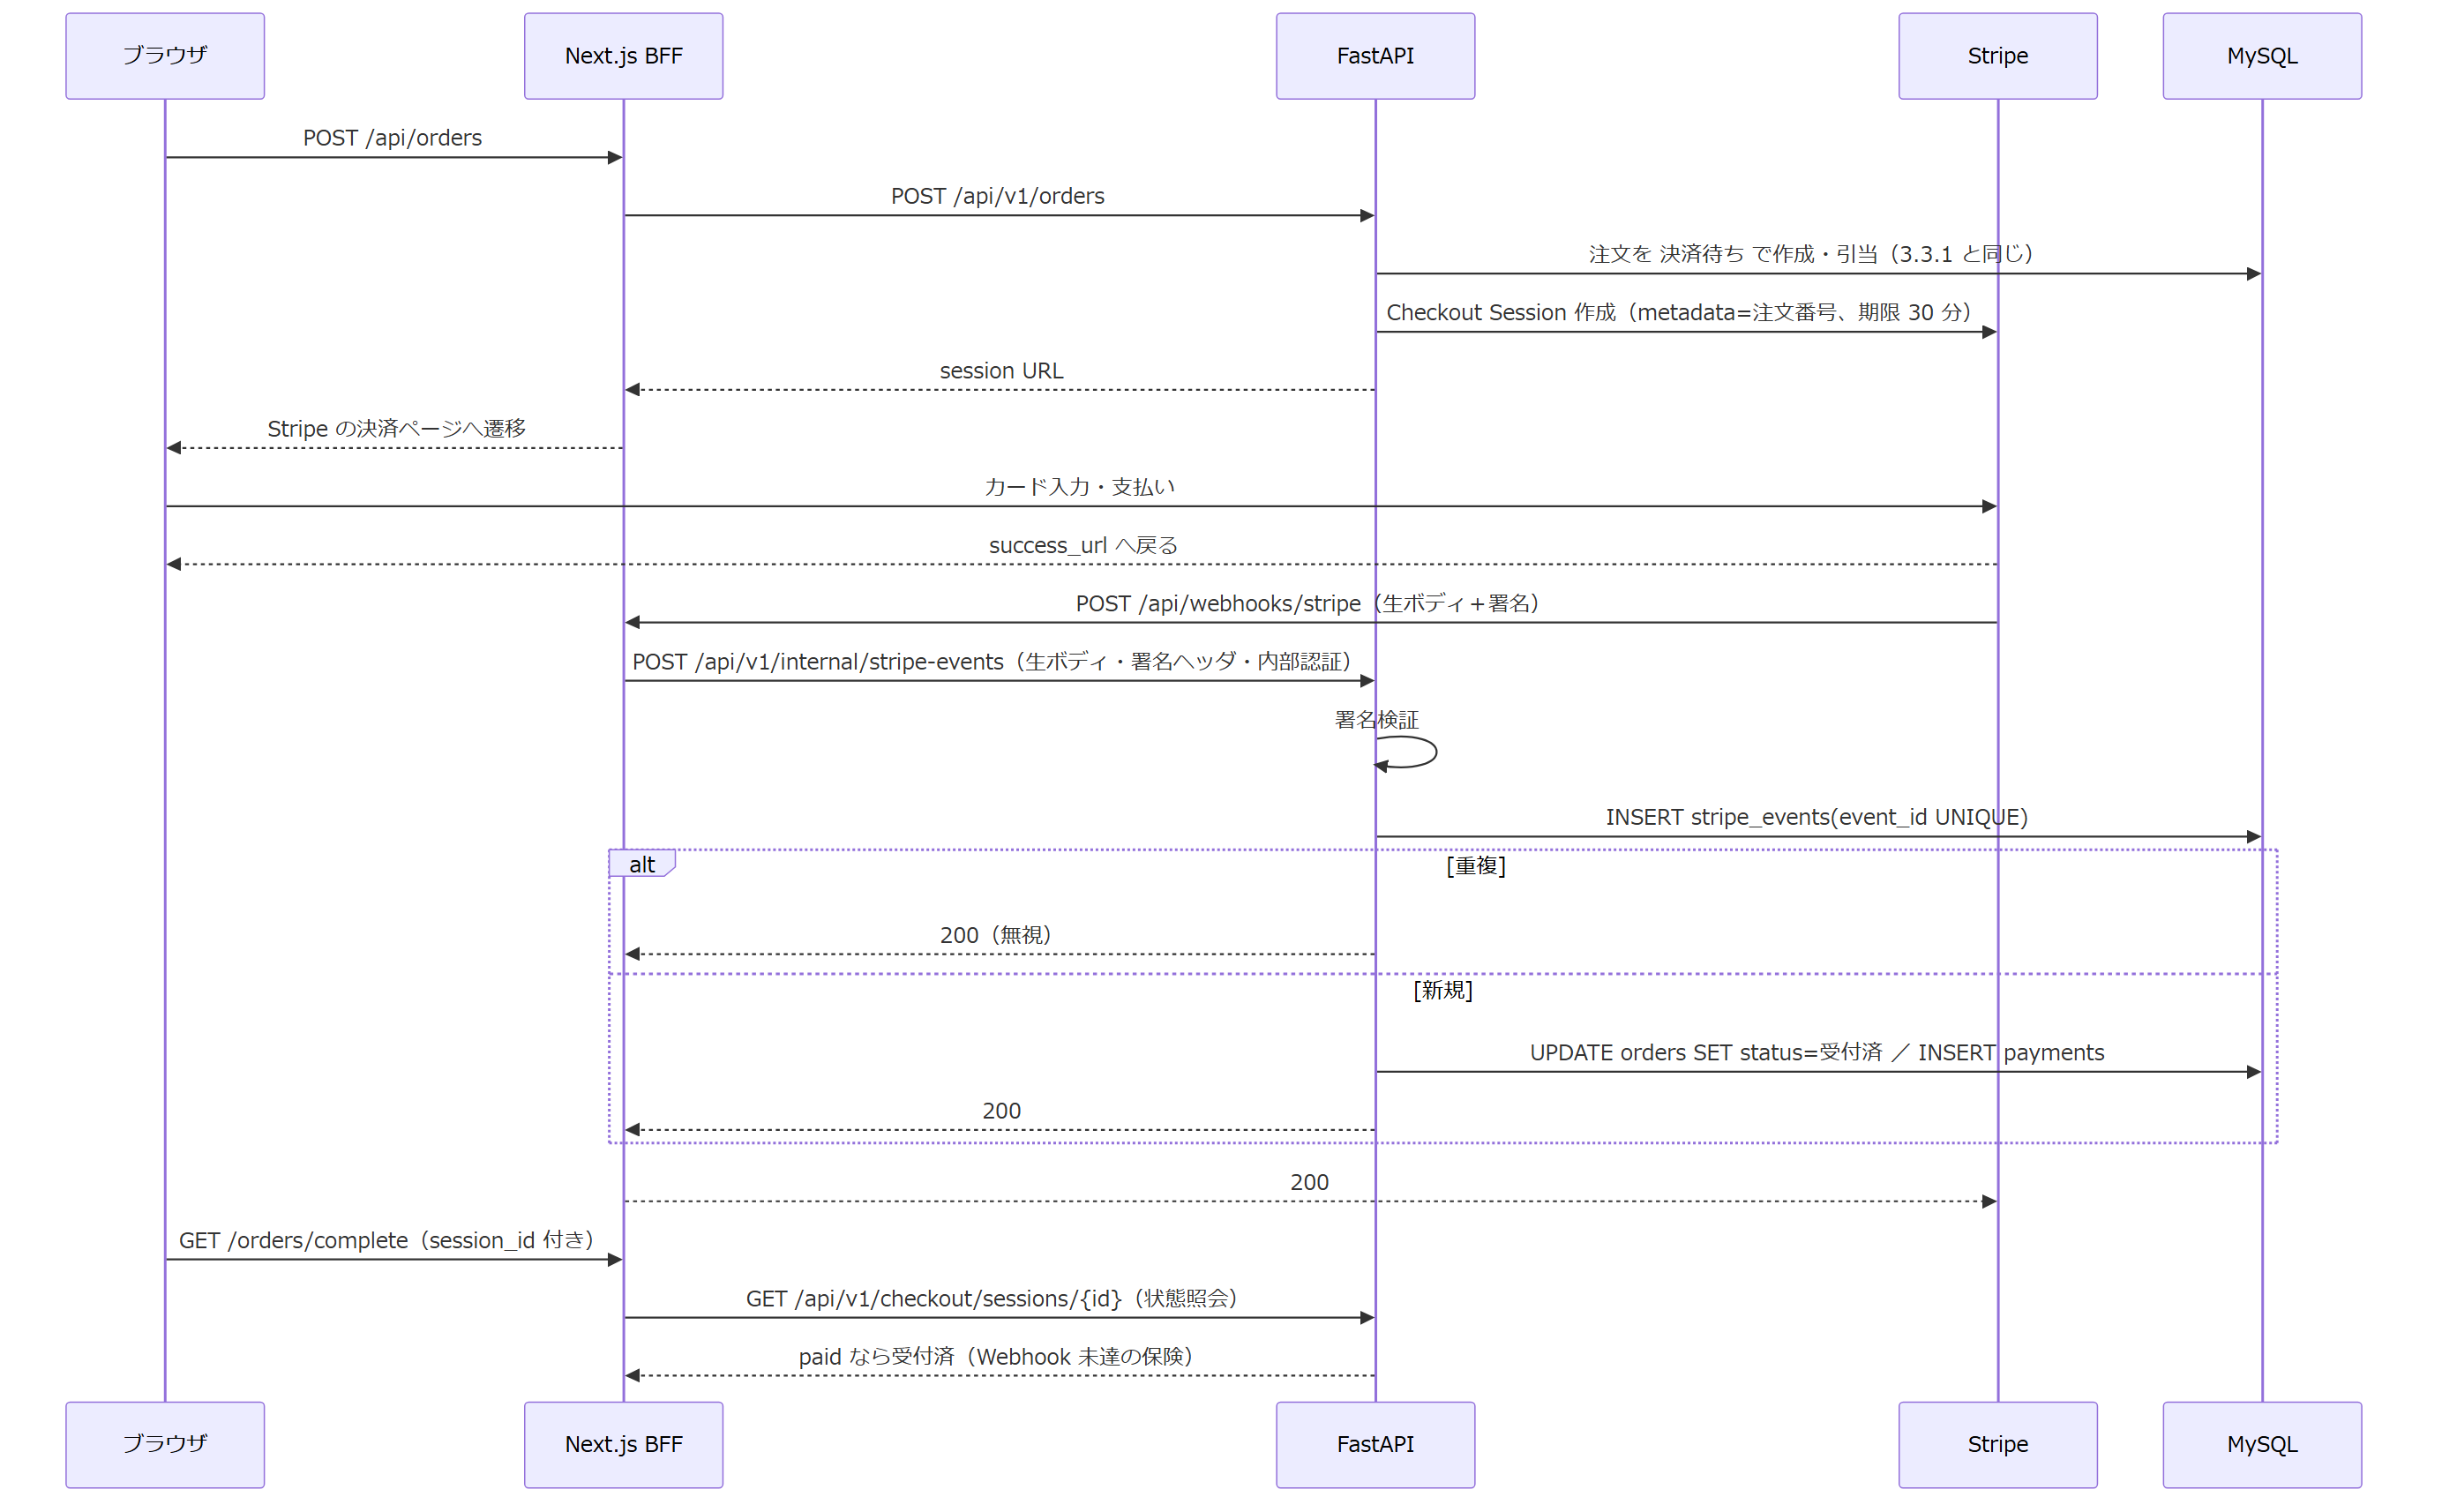 ブラウザ
Next.js BFF
FastAPI
Stripe
MySQL
POST /api/orders
POST /api/v1/orders
注文を 決済待ち で作成・引当（3.3.1 と同じ）
Checkout Session 作成（metadata=注文番号、期限 30 分）
session URL
Stripe の決済ページへ遷移
カード入力・支払い
success_url へ戻る
POST /api/webhooks/stripe（生ボディ＋署名）
POST /api/v1/internal/stripe-events（生ボディ・署名ヘッダ・内部認証）
署名検証
INSERT stripe_events(event_id UNIQUE)
alt
[重複]
200（無視）
[新規]
UPDATE orders SET status=受付済 ／ INSERT payments
200
200
GET /orders/complete（session_id 付き）
GET /api/v1/checkout/sessions/{id}（状態照会）
paid なら受付済（Webhook 未達の保険）
ブラウザ
Next.js BFF
FastAPI
Stripe
MySQL